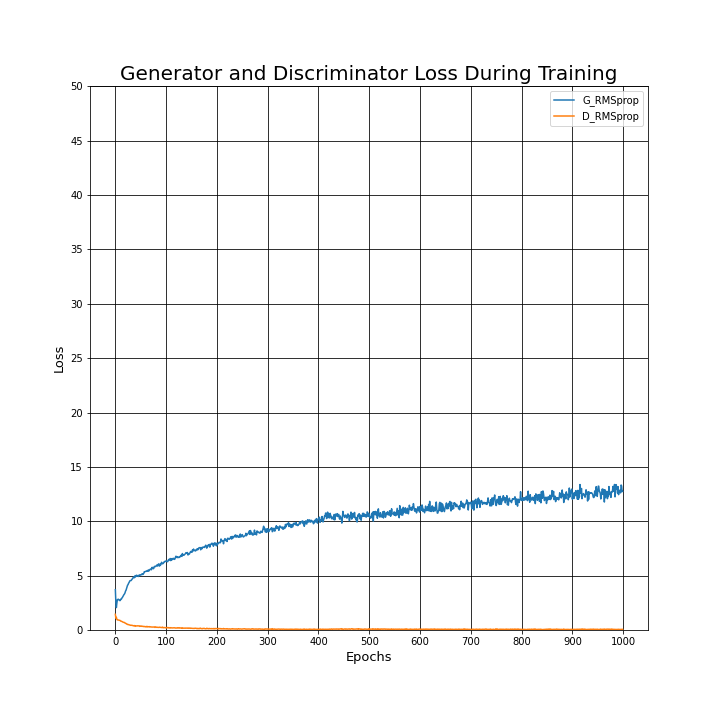 Generator and Discriminator Loss During Training
G_RMSprop
D_RMSprop
50
45
40
35
30
25
20
15
10
5
0
Loss
0 100 200 300 400 500 600 700 800 900 1000
Epochs